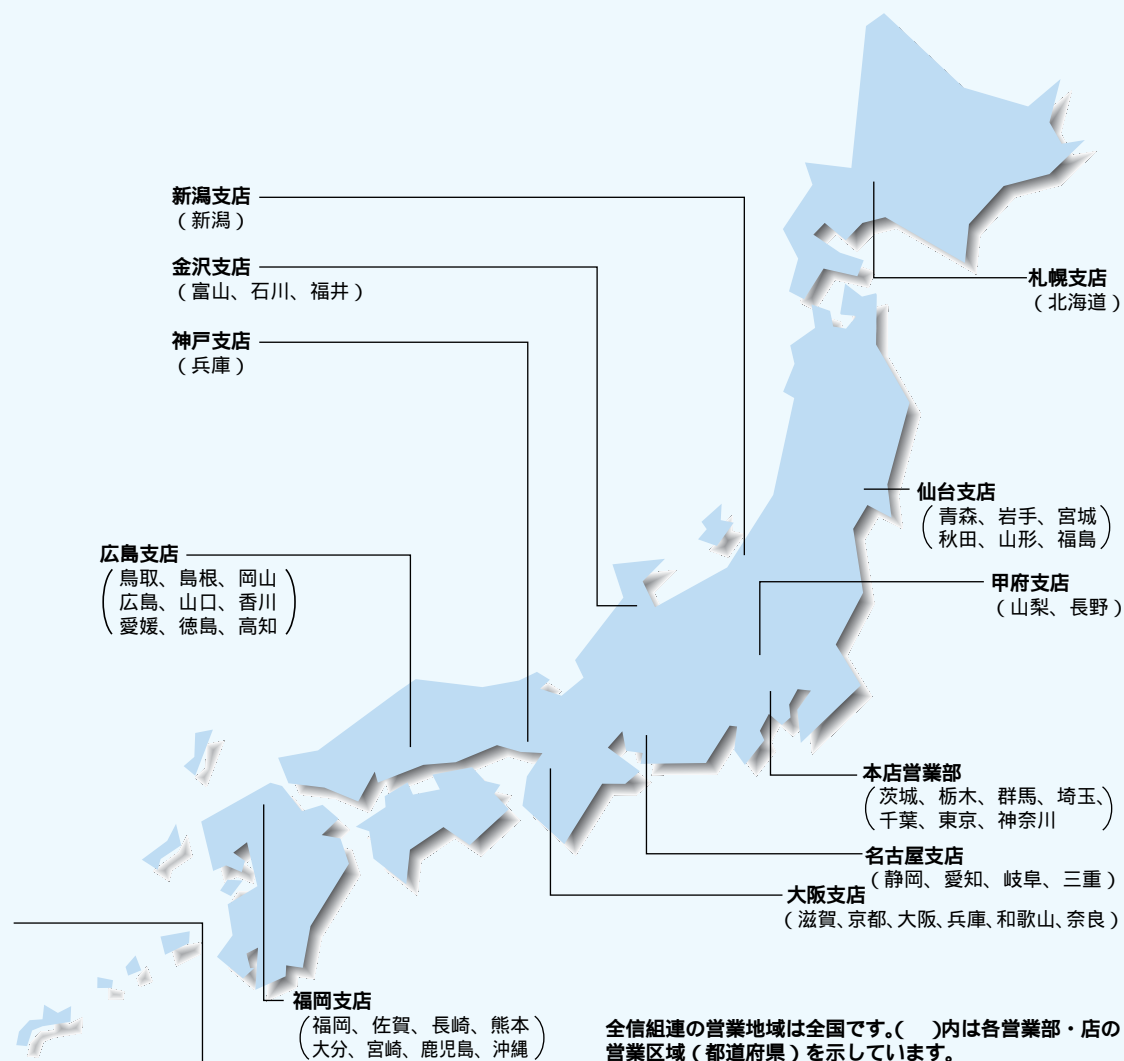 新潟支店
(新潟)
金沢支店
(富山、石川、福井)
神戸支店
(兵庫)
札幌支店
(北海道)
仙台支店
青森、岩手、宮城
秋田、山形、福島
広島支店
鳥取、島根、岡山
広島、山口、香川
愛媛、徳島、高知
甲府支店
(山梨、長野)
本店営業部
茨城、栃木、群馬、埼玉、
千葉、東京、神奈川
名古屋支店
(静岡、愛知、岐阜、三重)
大阪支店
(滋賀、京都、大阪、兵庫、和歌山、奈良)
福岡支店
福岡、佐賀、長崎、熊本
大分、宮崎、鹿児島、沖縄
全信組連の営業地域は全国です。(　)内は各営業部・店の
営業区域(都道府県)を示しています。